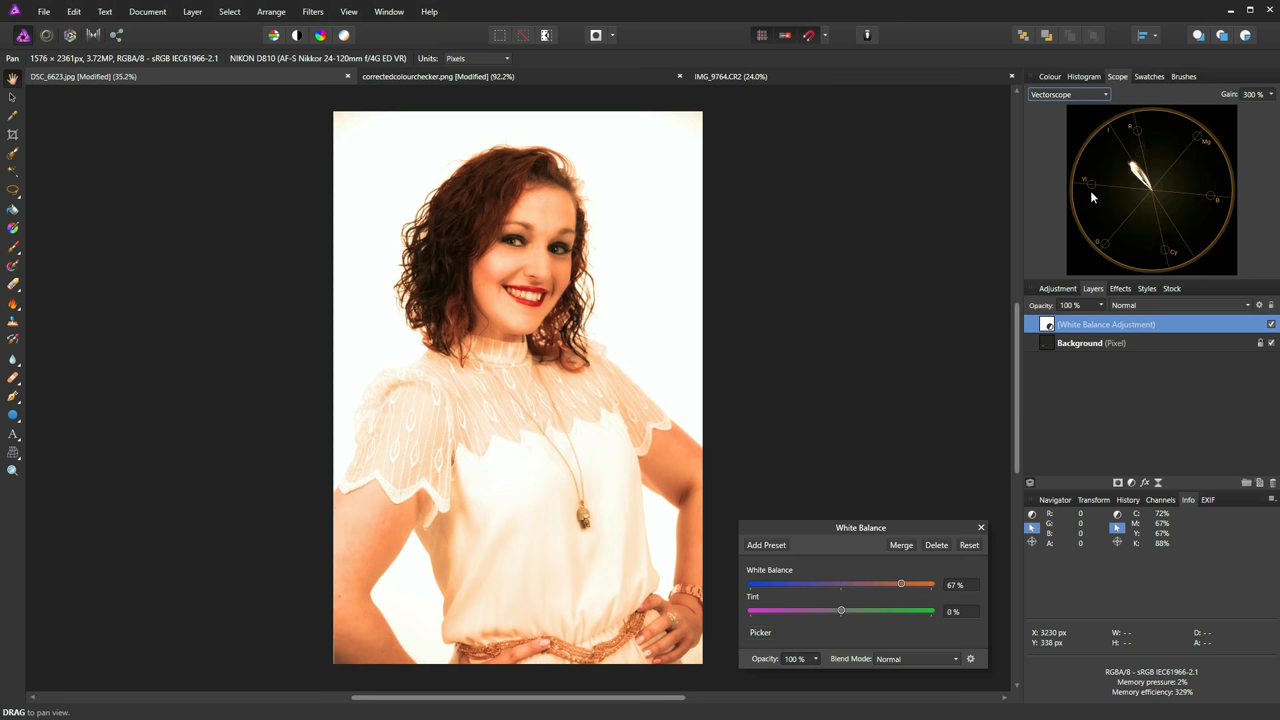 File Edit Text Document Layer Select Arrange Filters View Window Help
Pan 1576 × 2361px, 3.72MP, RGBA/8 - sRGB IEC61966-2.1 NIKON D810 (AF-S Nikkor 24-120mm f/4G ED VR) Units: Pixels
DSC_6623.jpg [Modified] (35.2%) correctedcolourchecker.png [Modified] (92.2%) IMG_9764.CR2 (24.0%)
Colour Histogram Scope Swatches Brushes
Vectorscope Gain: 300 %
I R Mg
Yl B
G Cy
Adjustment Layers Effects Styles Stock
Opacity: 100 % Normal
(White Balance Adjustment)
Background (Pixel)
Navigator Transform History Channels Info EXIF
R: 0 C: 72%
G: 0 M: 67%
B: 0 Y: 67%
A: 0 K: 88%
White Balance
Add Preset Merge Delete Reset
White Balance
67 %
Tint
0 %
Picker
Opacity: 100 % Blend Mode: Normal
X: 3230 px W: - - D: - -
Y: 338 px H: - - A: - -
RGBA/8 - sRGB IEC61966-2.1
Memory pressure: 2%
Memory efficiency: 329%
DRAG to pan view.